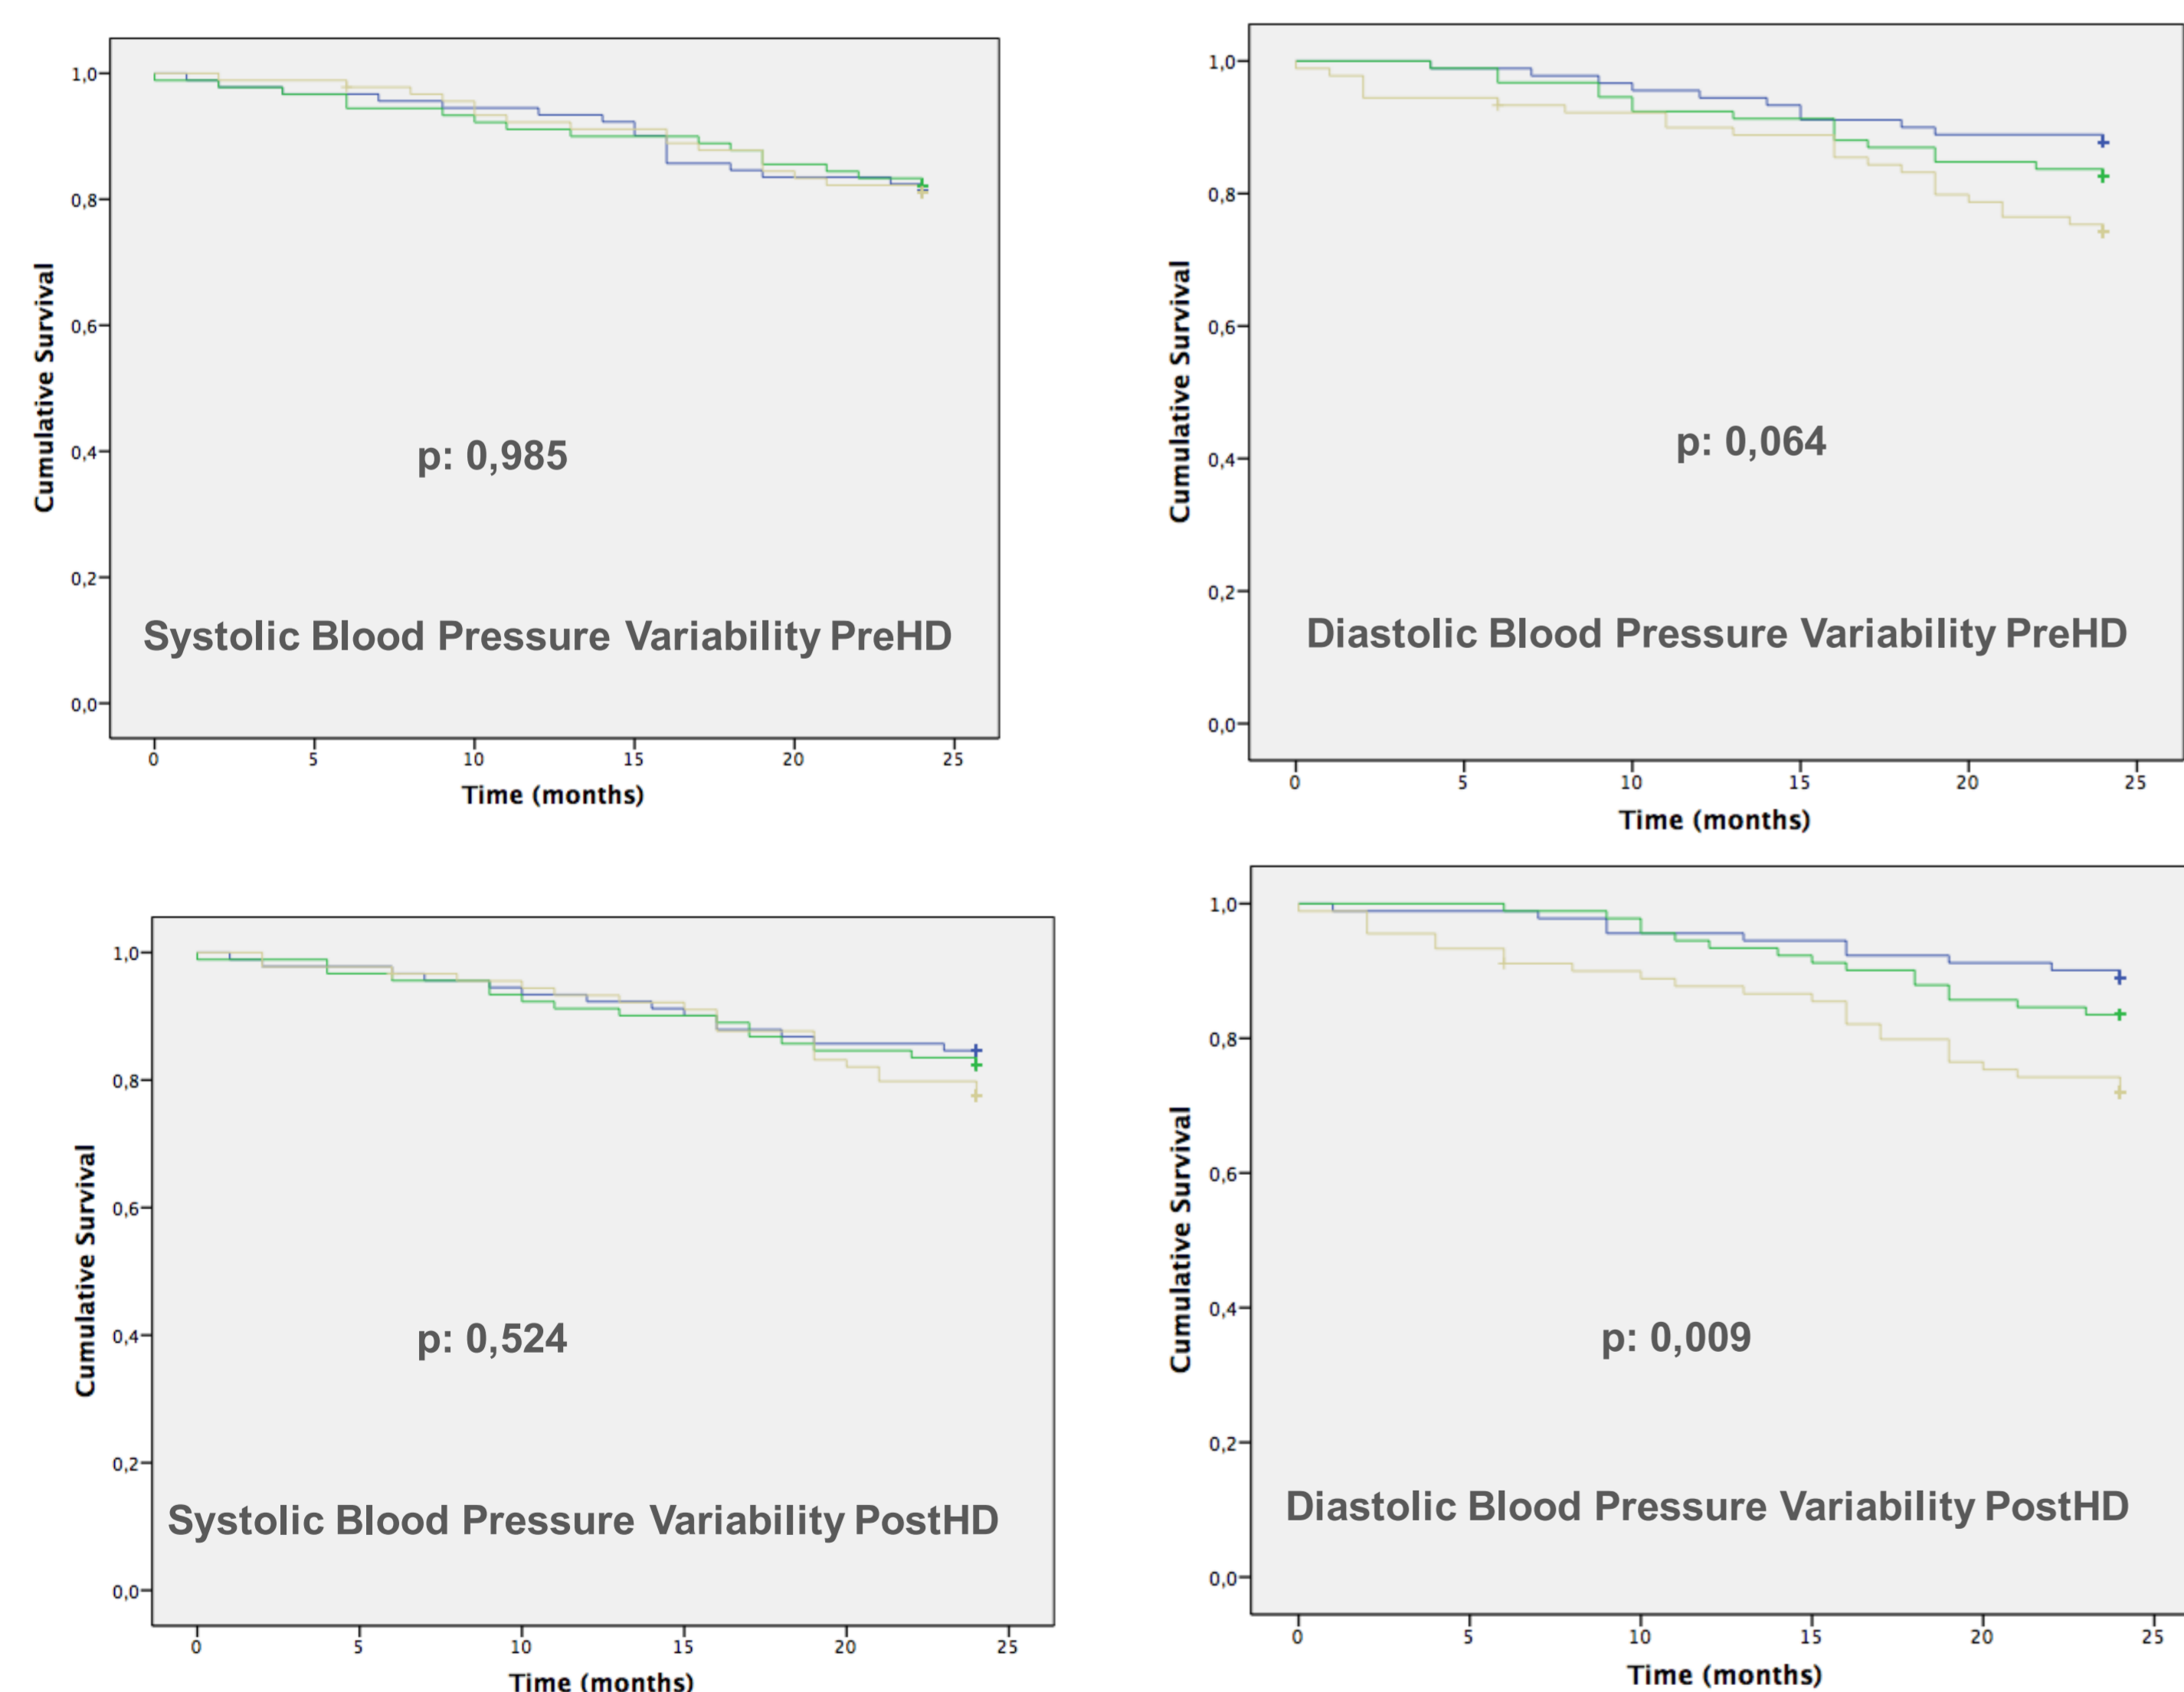 1,0
0,8
0,6
0,4
0,2
0,0
Cumulative Survival
p: 0,985
Systolic Blood Pressure Variability PreHD
0 5 10 15 20 25
Time (months)
1,0
0,8
0,6
0,4
0,2
0,0
Cumulative Survival
p: 0,064
Diastolic Blood Pressure Variability PreHD
0 5 10 15 20 25
Time (months)
1,0
0,8
0,6
0,4
0,2
0,0
Cumulative Survival
p: 0,524
Systolic Blood Pressure Variability PostHD
0 5 10 15 20 25
Time (months)
1,0
0,8
0,6
0,4
0,2
0,0
Cumulative Survival
p: 0,009
Diastolic Blood Pressure Variability PostHD
0 5 10 15 20 25
Time (months)